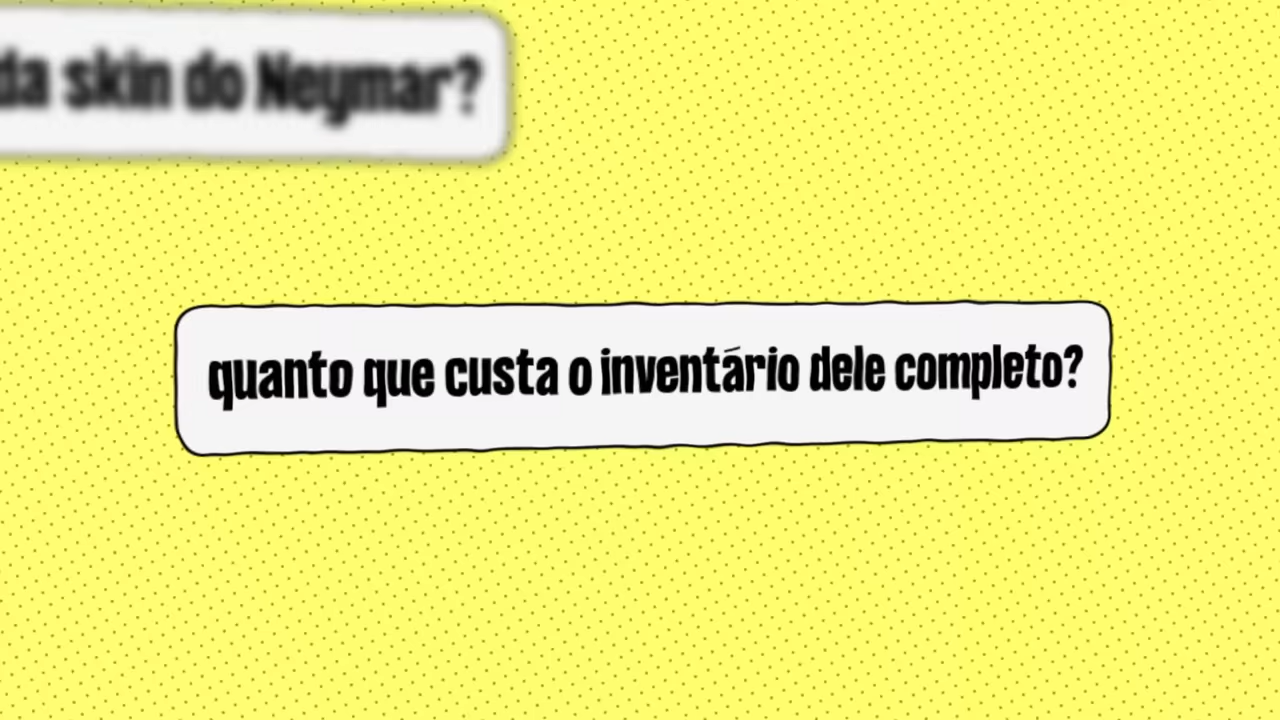 da skin do Neymar?
quanto que custa o inventário dele completo?